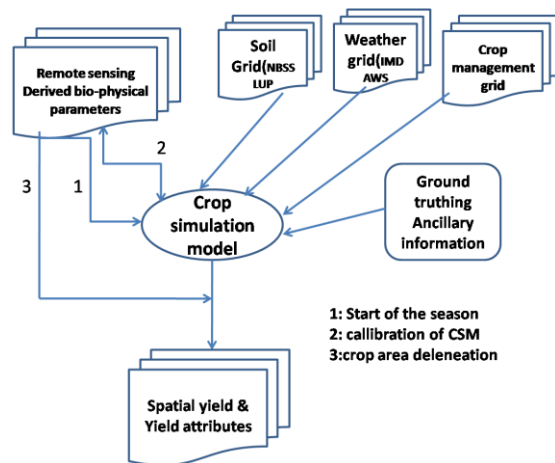 Remote sensing
Derived bio-physical
parameters
Soil
Grid(NBSS
LUP
Weather
grid(IMD
AWS
Crop
management
grid
3
1
2
Crop
simulation
model
Ground
truthing
Ancillary
information
1: Start of the season
2: callibration of CSM
3:crop area deleneation
Spatial yield &
Yield attributes